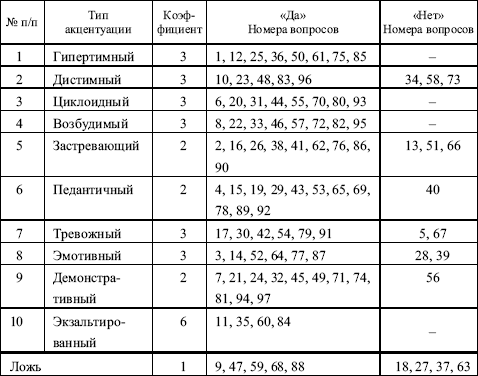 № п/п Тип акцентуации Коэф-фициент «Да» Номера вопросов «Нет» Номера вопросов
1 Гипертимный 3 1, 12, 25, 36, 50, 61, 75, 85 –
2 Дистимный 3 10, 23, 48, 83, 96 34, 58, 73
3 Циклоидный 3 6, 20, 31, 44, 55, 70, 80, 93 –
4 Возбудимый 3 8, 22, 33, 46, 57, 72, 82, 95 –
5 Застревающий 2 2, 16, 26, 38, 41, 62, 76, 86, 13, 51, 66
90
6 Педантичный 2 4, 15, 19, 29, 43, 53, 65, 69, 40
78, 89, 92
7 Тревожный 3 17, 30, 42, 54, 79, 91 5, 67
8 Эмотивный 3 3, 14, 52, 64, 77, 87 28, 39
9 Демонстра- 2 7, 21, 24, 32, 45, 49, 71, 74, 56
тивный 81, 94, 97
10 Экзальтиро- 6 11, 35, 60, 84
ванный –
Ложь 1 9, 47, 59, 68, 88 18, 27, 37, 63